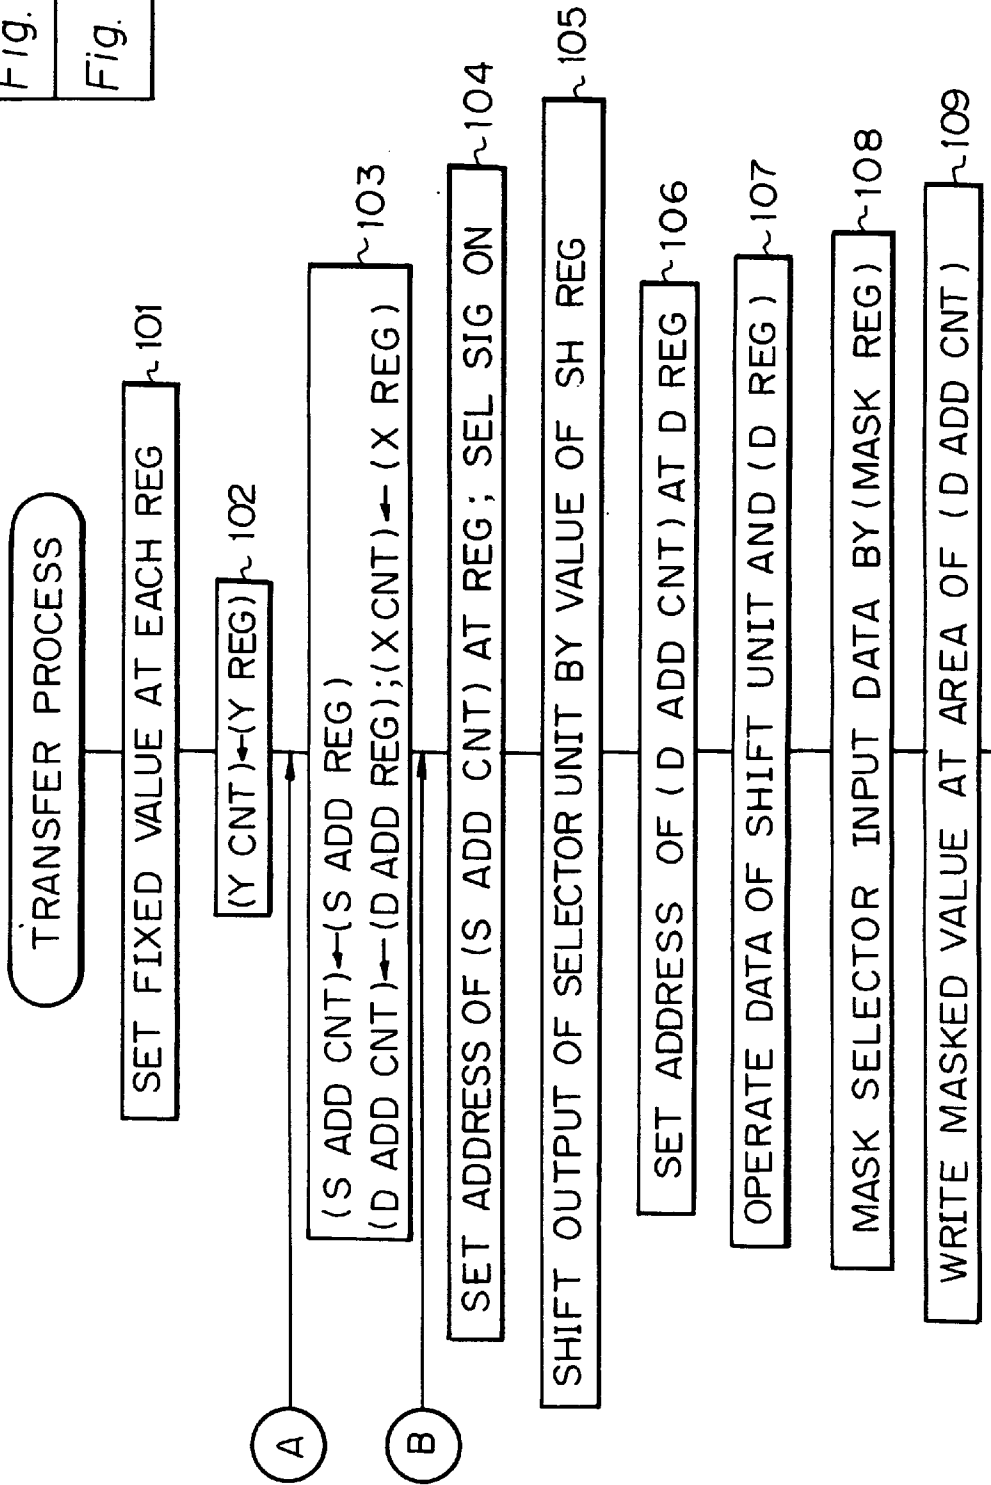 Fig.
Fig.
TRANSFER PROCESS
SET FIXED VALUE AT EACH REG
101
(Y CNT)←(Y REG)
102
A
(S ADD CNT)←(S ADD REG)
(D ADD CNT)←(D ADD REG);(X CNT)←(X REG)
103
B
SET ADDRESS OF (S ADD CNT) AT REG; SEL SIG ON
104
SHIFT OUTPUT OF SELECTOR UNIT BY VALUE OF SH REG
105
SET ADDRESS OF (D ADD CNT) AT D REG
106
OPERATE DATA OF SHIFT UNIT AND (D REG)
107
MASK SELECTOR INPUT DATA BY (MASK REG)
108
WRITE MASKED VALUE AT AREA OF (D ADD CNT)
109